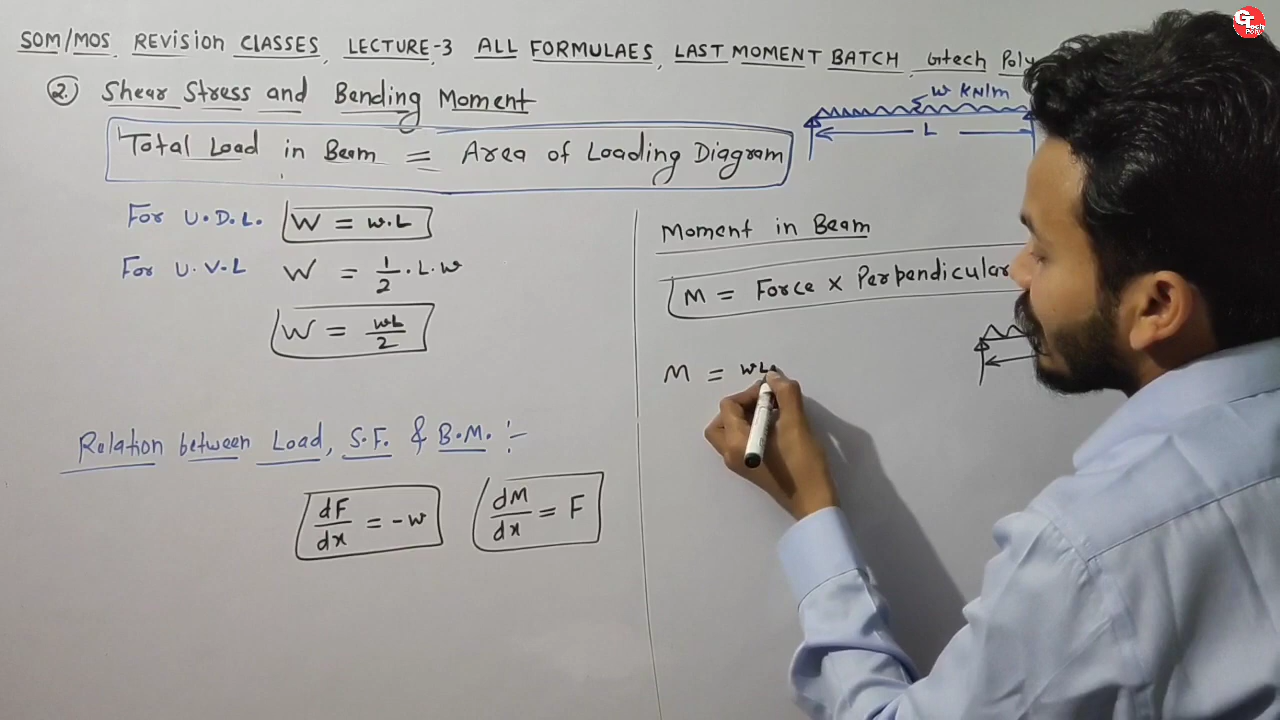 SOM/MOS, REVISION CLASSES, LECTURE-3 ALL FORMULAES, LAST MOMENT BATCH, Gtech Poly
② Shear Stress and Bending Moment
w KN/m
L
Total Load in Beam = Area of Loading Diagram
For U.D.L. W = w.L
For U.V.L W = 1/2 . L . w
W = wL/2
Moment in Beam
M = Force × Perpendicular
M = wL
Relation between Load, S.F. & B.M. :-
dF/dx = -w dM/dx = F
GTech Poly